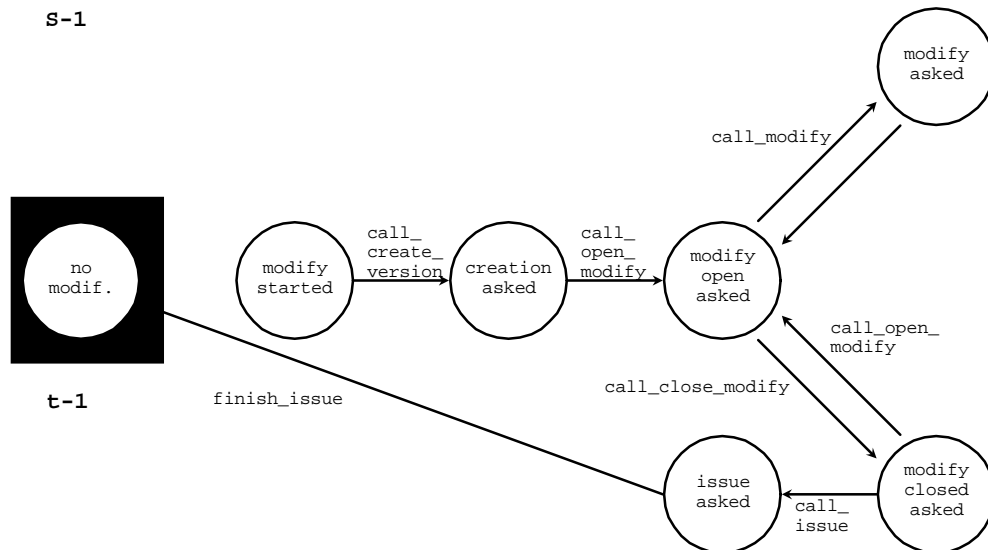 S-1
modify
asked
call_modify
call_
create_
version
call_
open_
modify
no
modif.
modify
started
creation
asked
modify
open
asked
call_open_
modify
call_close_modify
t-1
finish_issue
issue
asked
call_
issue
modify
closed
asked